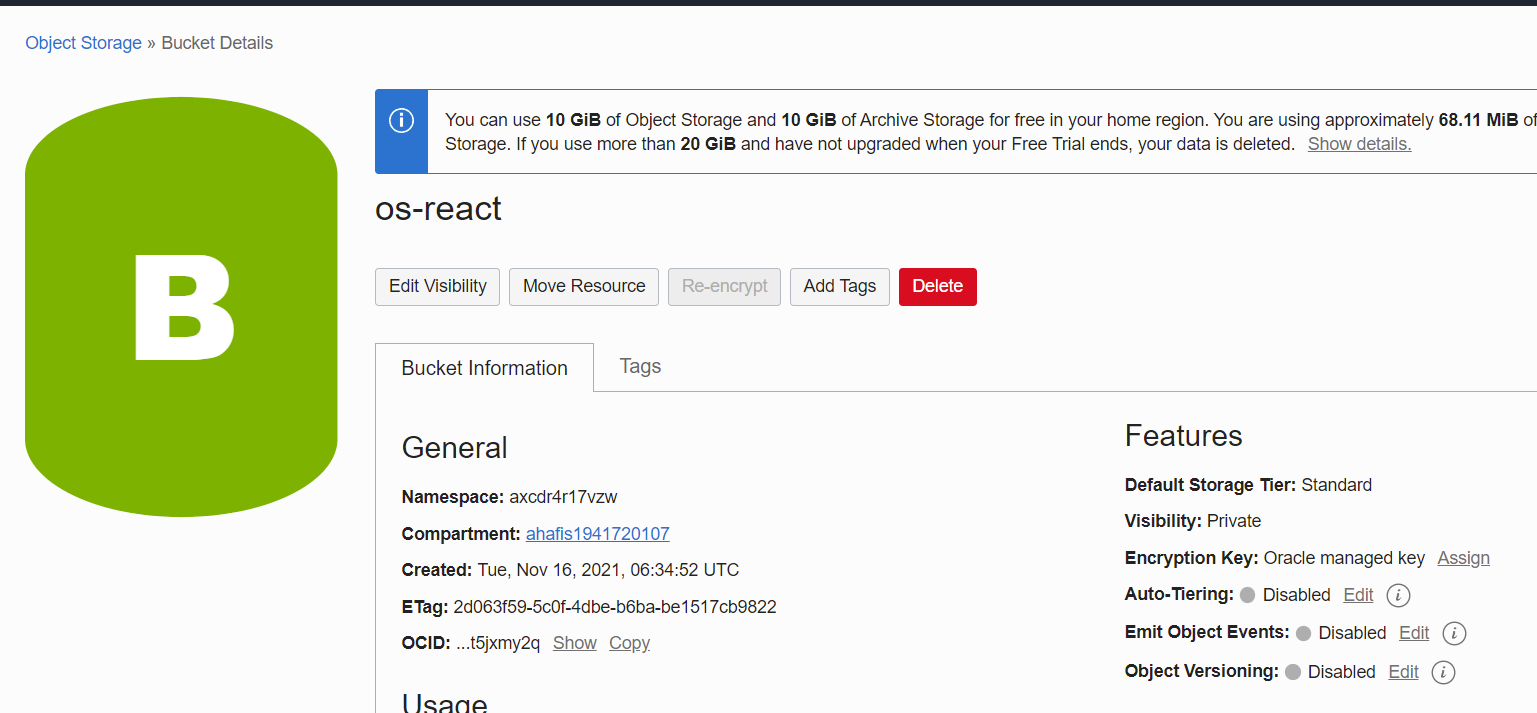 Object Storage » Bucket Details
B
You can use 10 GiB of Object Storage and 10 GiB of Archive Storage for free in your home region. You are using approximately 68.11 MiB of
Storage. If you use more than 20 GiB and have not upgraded when your Free Trial ends, your data is deleted. Show details.
os-react
Edit Visibility Move Resource Re-encrypt Add Tags Delete
Bucket Information Tags
General
Namespace: axcdr4r17vzw
Compartment: ahafis1941720107
Created: Tue, Nov 16, 2021, 06:34:52 UTC
ETag: 2d063f59-5c0f-4dbe-b6ba-be1517cb9822
OCID: ...t5jxmy2q Show Copy
Usage
Features
Default Storage Tier: Standard
Visibility: Private
Encryption Key: Oracle managed key Assign
Auto-Tiering: Disabled Edit
Emit Object Events: Disabled Edit
Object Versioning: Disabled Edit